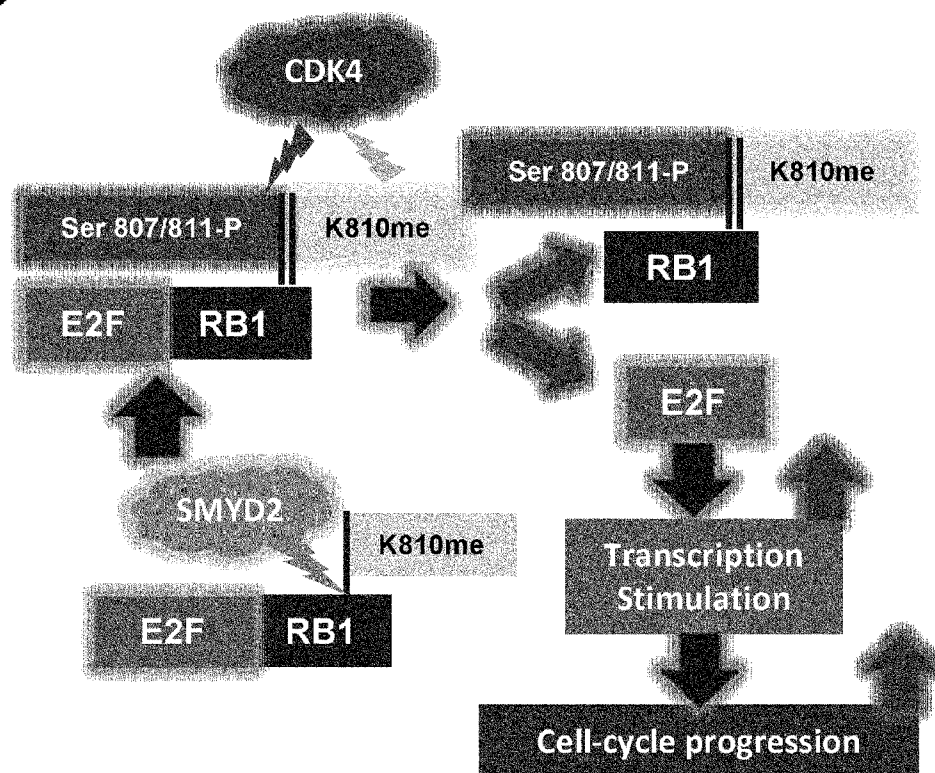 CDK4
Ser 807/811-P
K810me
E2F
RB1
Ser 807/811-P
K810me
RB1
E2F
SMYD2
K810me
E2F
RB1
Transcription
Stimulation
Cell-cycle progression